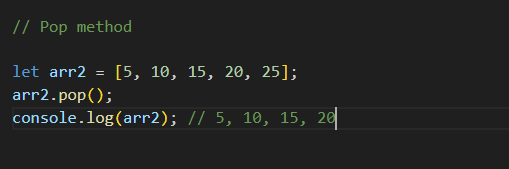 // Pop method
let arr2 = [5, 10, 15, 20, 25];
arr2.pop();
console.log(arr2); // 5, 10, 15, 20